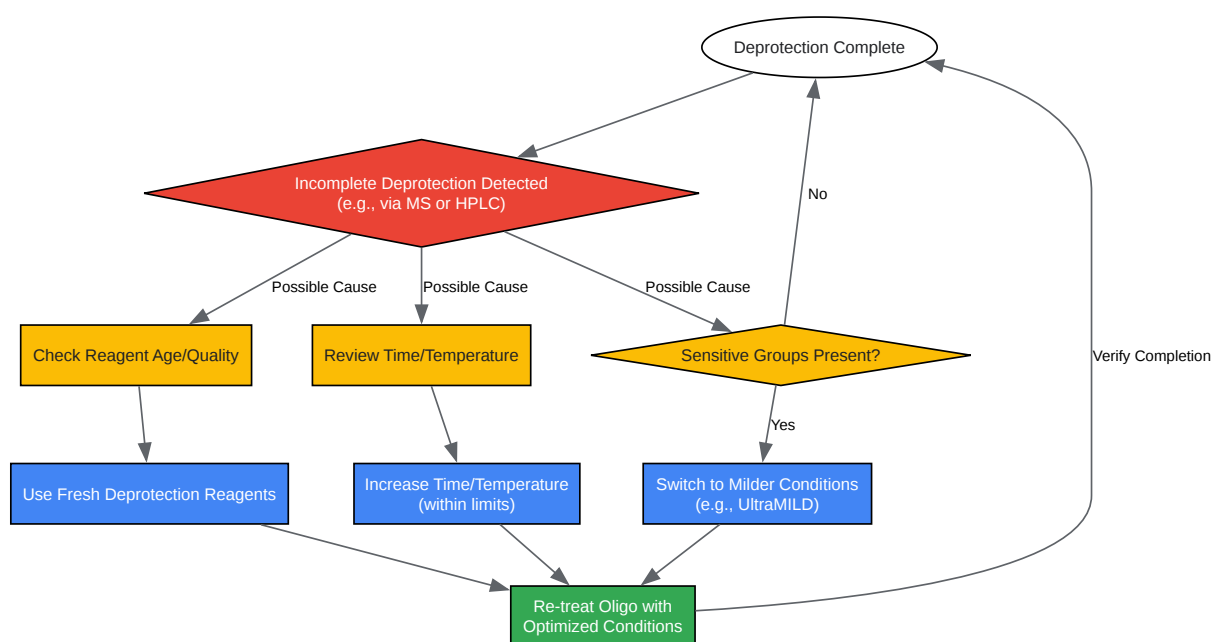 Deprotection Complete
Incomplete Deprotection Detected
(e.g., via MS or HPLC)
No
Possible Cause
Possible Cause
Possible Cause
Check Reagent Age/Quality
Review Time/Temperature
Sensitive Groups Present?
Verify Completion
Yes
Use Fresh Deprotection Reagents
Increase Time/Temperature
(within limits)
Switch to Milder Conditions
(e.g., UltraMILD)
Re-treat Oligo with
Optimized Conditions